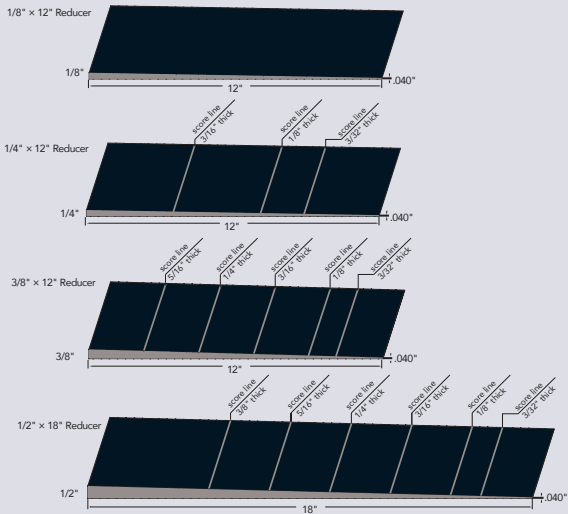 1/8" × 12" Reducer
1/8"
12"
.040"
score line
3/16" thick
score line
1/8" thick
score line
3/32" thick
1/4" × 12" Reducer
1/4"
12"
.040"
score line
5/16" thick
score line
1/4" thick
score line
3/16" thick
score line
1/8" thick
score line
3/32" thick
3/8" × 12" Reducer
3/8"
12"
.040"
score line
3/8" thick
score line
5/16" thick
score line
1/4" thick
score line
3/16" thick
score line
1/8" thick
score line
3/32" thick
1/2" × 18" Reducer
1/2"
18"
.040"